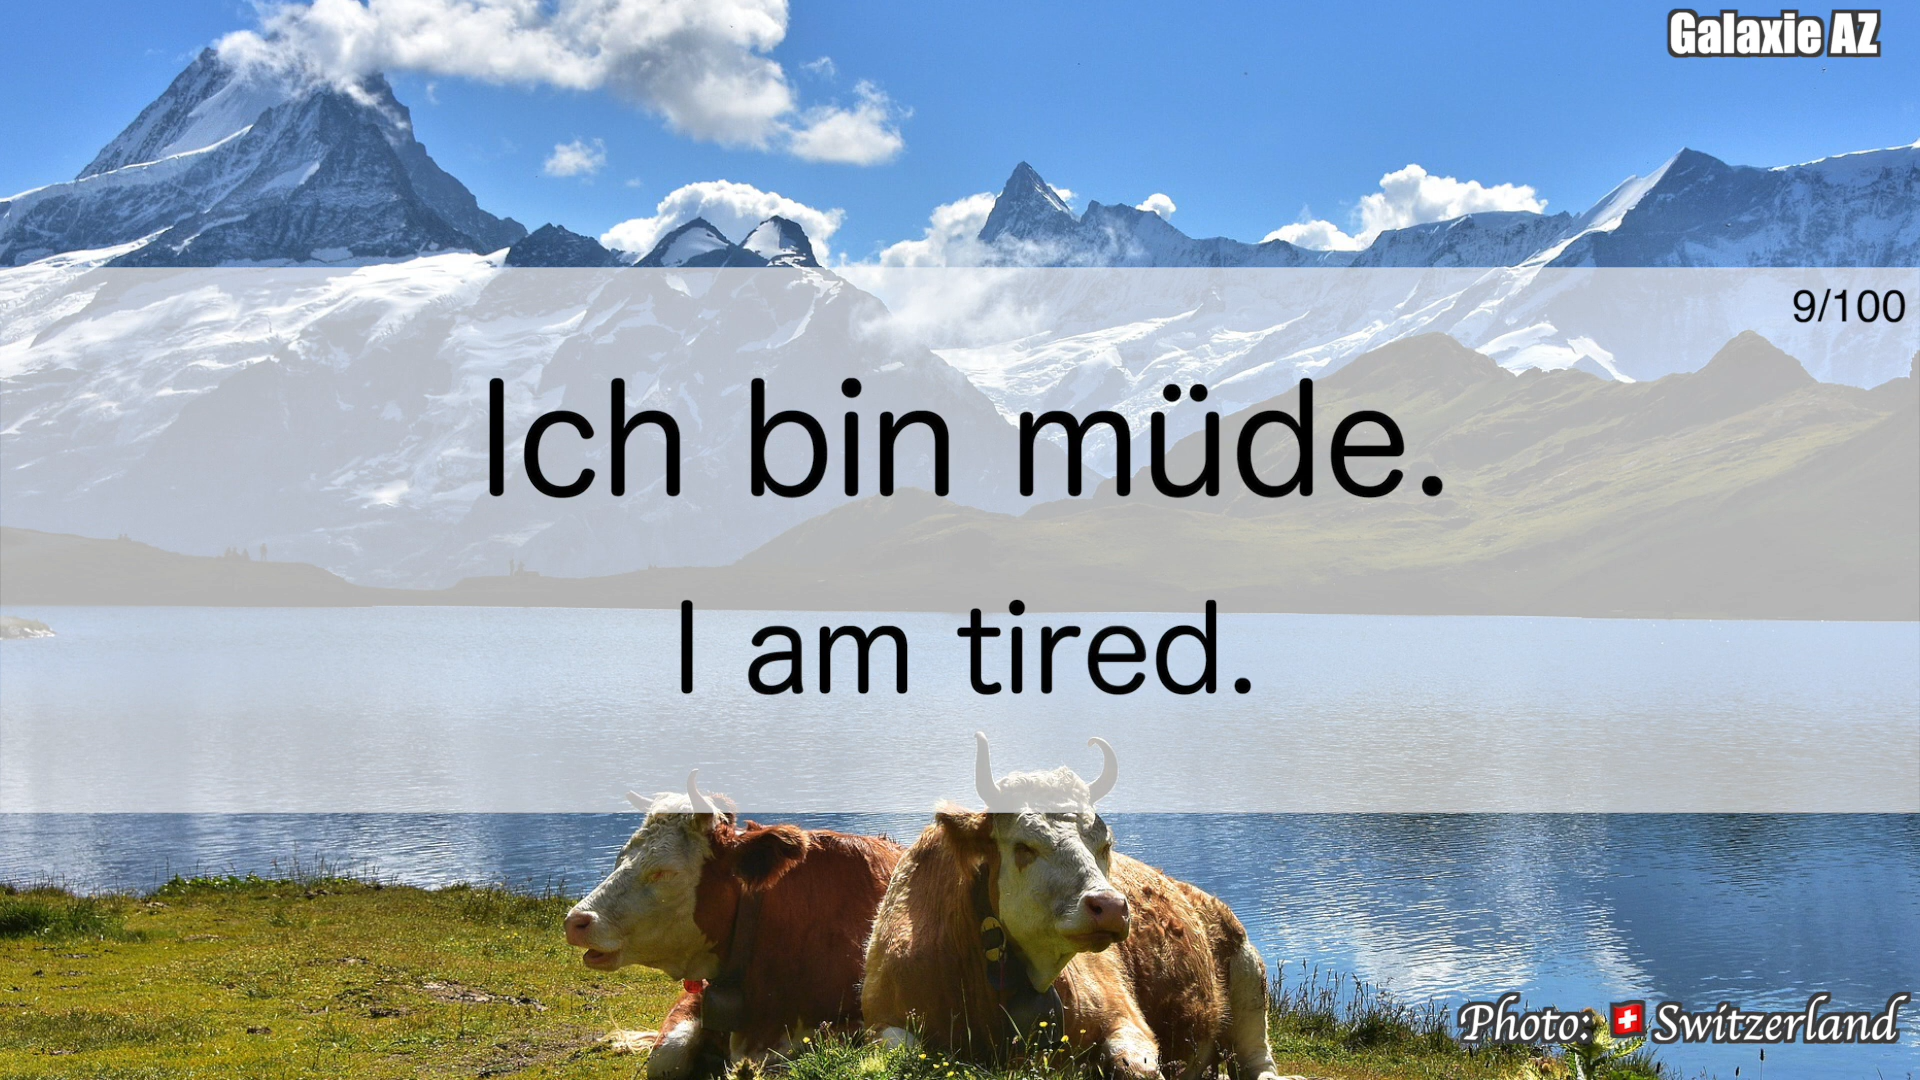 Galaxie AZ
9/100
Ich bin müde.
I am tired.
Photo: Switzerland